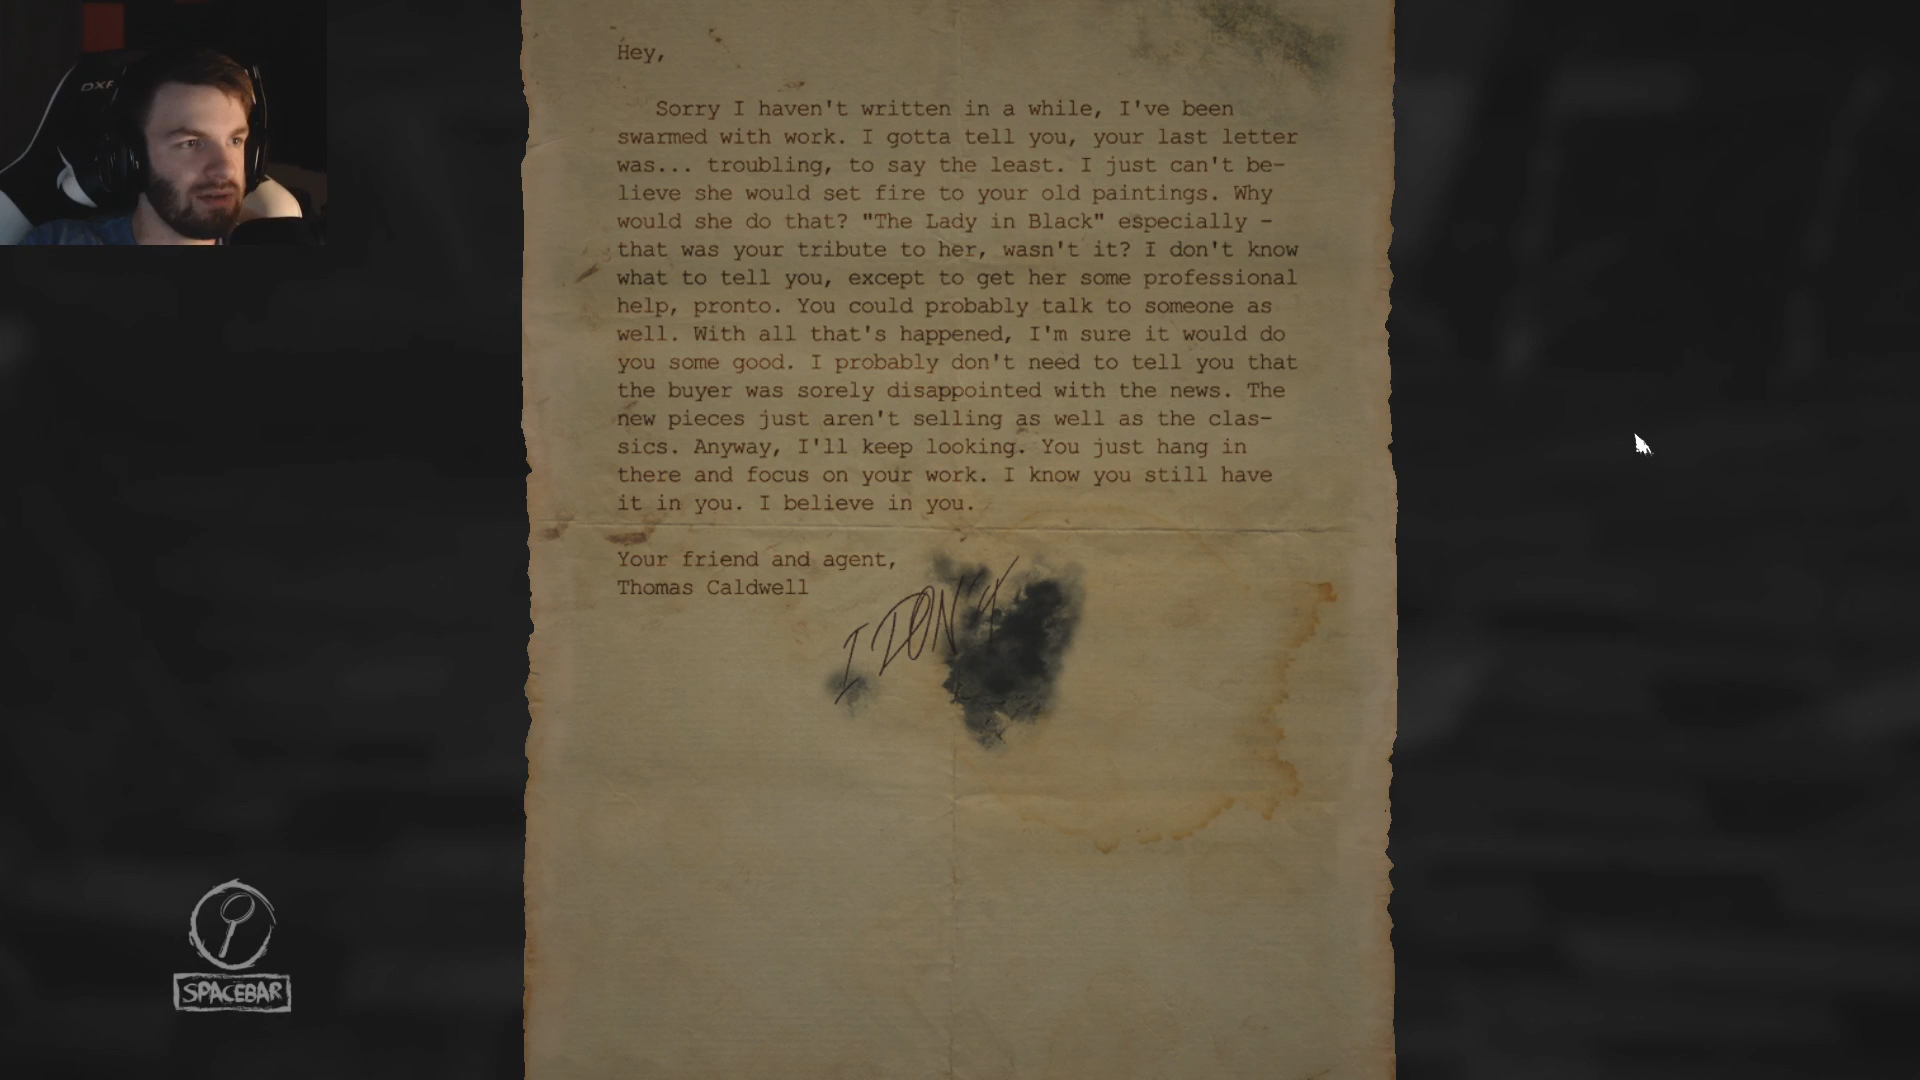 DXR
Hey,
Sorry I haven't written in a while, I've been
swarmed with work. I gotta tell you, your last letter
was... troubling, to say the least. I just can't be-
lieve she would set fire to your old paintings. Why
would she do that? "The Lady in Black" especially -
that was your tribute to her, wasn't it? I don't know
what to tell you, except to get her some professional
help, pronto. You could probably talk to someone as
well. With all that's happened, I'm sure it would do
you some good. I probably don't need to tell you that
the buyer was sorely disappointed with the news. The
new pieces just aren't selling as well as the clas-
sics. Anyway, I'll keep looking. You just hang in
there and focus on your work. I know you still have
it in you. I believe in you.
Your friend and agent,
Thomas Caldwell
I DON'T
SPACEBAR